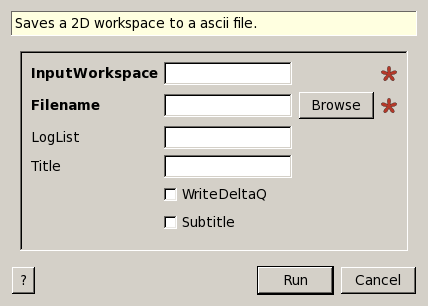 Saves a 2D workspace to a ascii file.
InputWorkspace
Filename Browse
LogList
Title
WriteDeltaQ
Subtitle
? Run Cancel